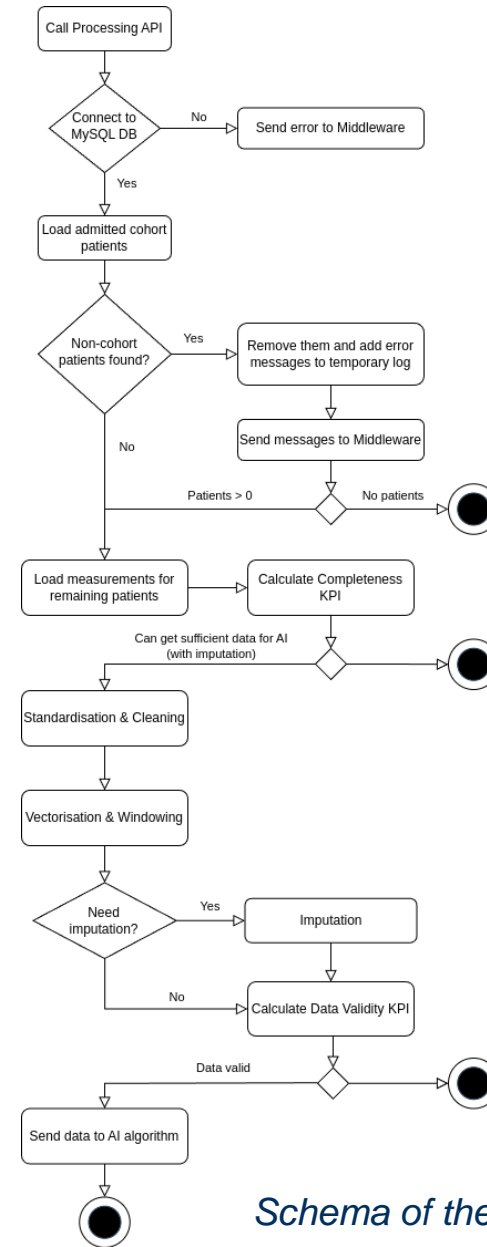 Call Processing API
Connect to
MySQL DB
No
Send error to Middleware
Yes
Load admitted cohort
patients
Non-cohort
patients found?
Yes
Remove them and add error
messages to temporary log
No
Send messages to Middleware
Patients > 0
No patients
Load measurements for
remaining patients
Calculate Completeness
KPI
Can get sufficient data for AI
(with imputation)
Standardisation & Cleaning
Vectorisation & Windowing
Need
imputation?
Yes
Imputation
No
Calculate Data Validity KPI
Data valid
Send data to AI algorithm
Schema of the